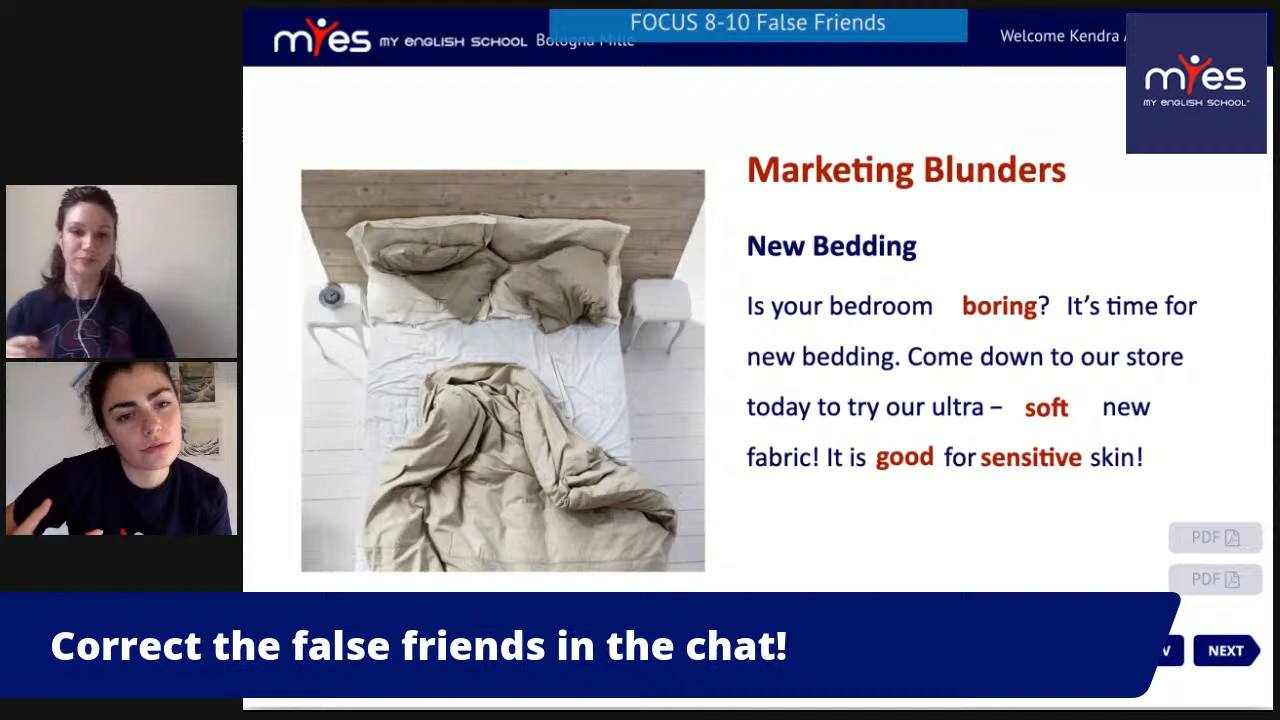 FOCUS 8-10 False Friends
myes MY ENGLISH SCHOOL Bologna Mille
Welcome Kendra
myes
MY ENGLISH SCHOOL
Marketing Blunders
New Bedding
Is your bedroom boring? It's time for
new bedding. Come down to our store
today to try our ultra – soft new
fabric! It is good for sensitive skin!
PDF
PDF
NEXT
Correct the false friends in the chat!